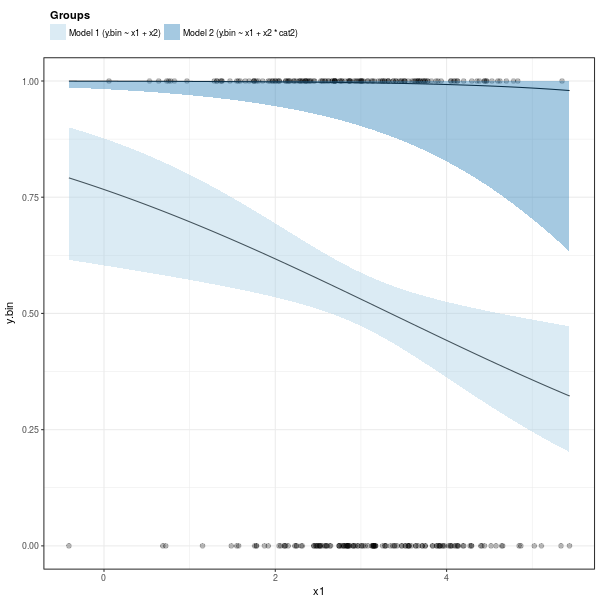 Groups
Model 1 (y.bin ~ x1 + x2) Model 2 (y.bin ~ x1 + x2 * cat2)
1.00
0.75
0.50
0.25
0.00
y.bin
0 2 4
x1